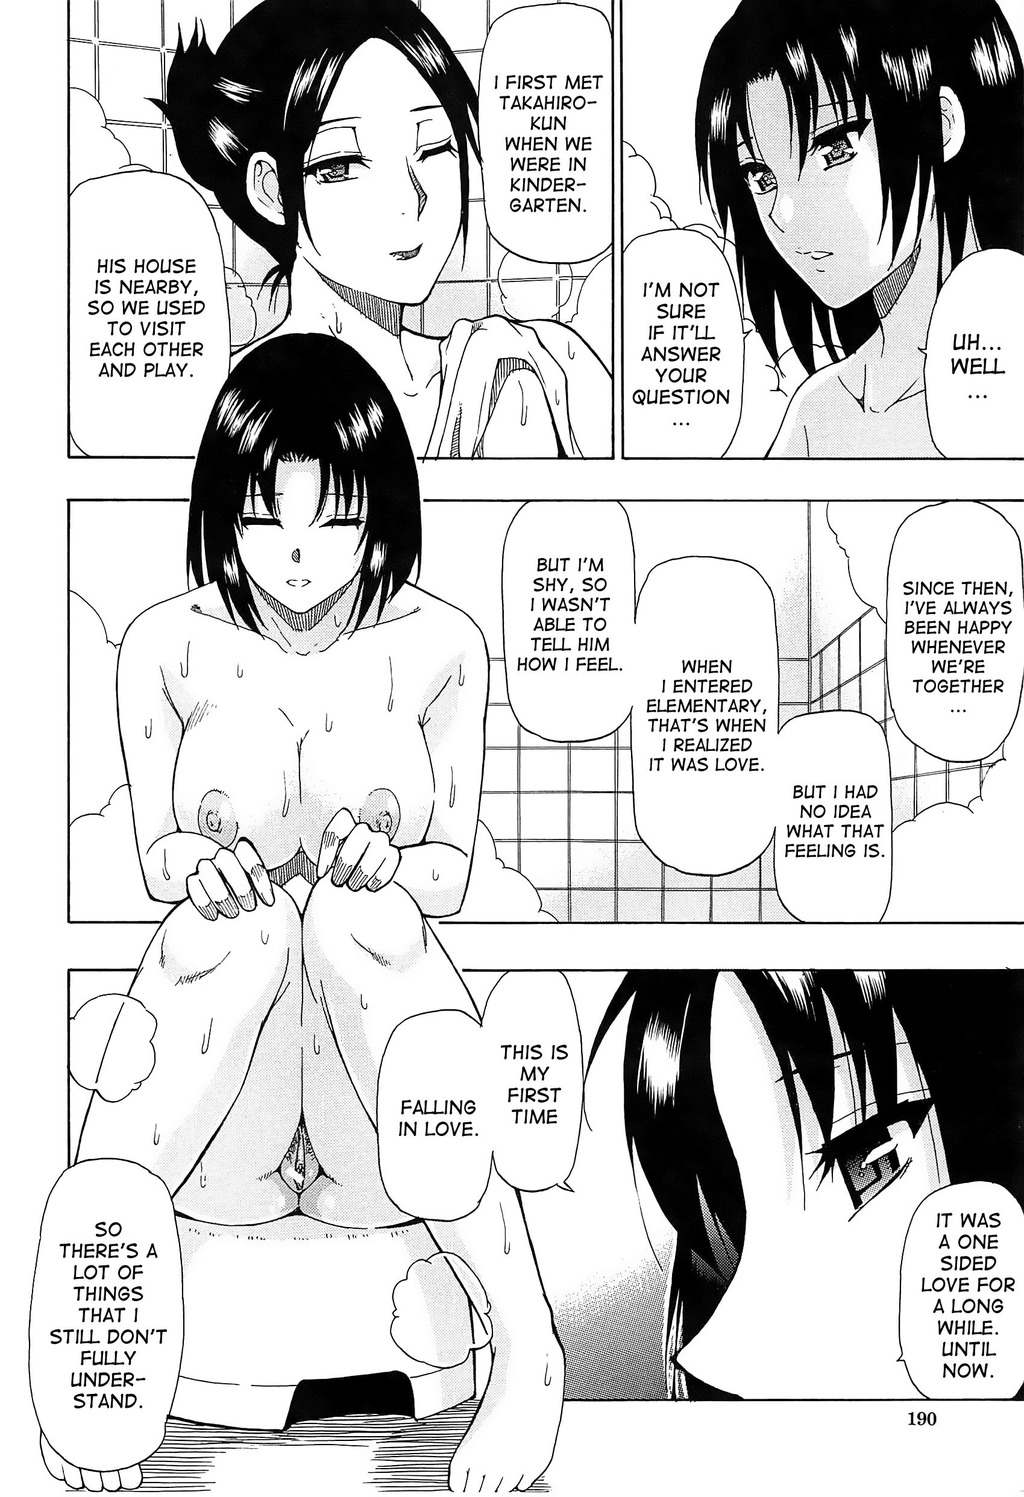 UH...
WELL
...
I'M NOT
SURE
IF IT'LL
ANSWER
YOUR
QUESTION
...
I FIRST MET
TAKAHIRO-
KUN
WHEN WE
WERE IN
KINDER-
GARTEN.
HIS HOUSE
IS NEARBY,
SO WE USED
TO VISIT
EACH OTHER
AND PLAY.
SINCE THEN,
I'VE ALWAYS
BEEN HAPPY
WHENEVER
WE'RE
TOGETHER
...
BUT I HAD
NO IDEA
WHAT THAT
FEELING IS.
WHEN
I ENTERED
ELEMENTARY,
THAT'S WHEN
I REALIZED
IT WAS LOVE.
BUT I'M
SHY, SO
I WASN'T
ABLE TO
TELL HIM
HOW I FEEL.
IT WAS
A ONE
SIDED
LOVE FOR
A LONG
WHILE.
UNTIL
NOW.
THIS IS
MY
FIRST
TIME
FALLING
IN LOVE.
SO
THERE'S A
LOT OF
THINGS
THAT I
STILL DON'T
FULLY
UNDER-
STAND.
190